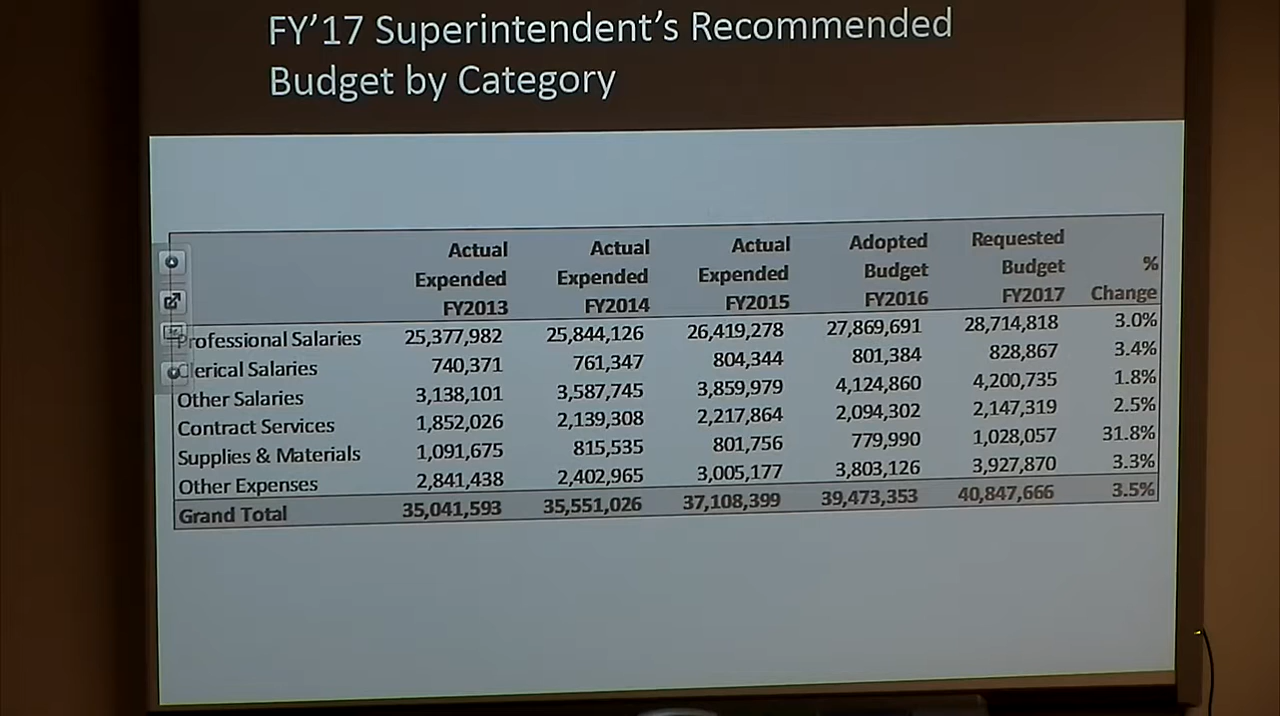 FY’17 Superintendent’s Recommended
Budget by Category
Actual Actual Actual Adopted Requested
Expended Expended Expended Budget Budget %
FY2013 FY2014 FY2015 FY2016 FY2017 Change
Professional Salaries 25,377,982 25,844,126 26,419,278 27,869,691 28,714,818 3.0%
Clerical Salaries 740,371 761,347 804,344 801,384 828,867 3.4%
Other Salaries 3,138,101 3,587,745 3,859,979 4,124,860 4,200,735 1.8%
Contract Services 1,852,026 2,139,308 2,217,864 2,094,302 2,147,319 2.5%
Supplies & Materials 1,091,675 815,535 801,756 779,990 1,028,057 31.8%
Other Expenses 2,841,438 2,402,965 3,005,177 3,803,126 3,927,870 3.3%
Grand Total 35,041,593 35,551,026 37,108,399 39,473,353 40,847,666 3.5%